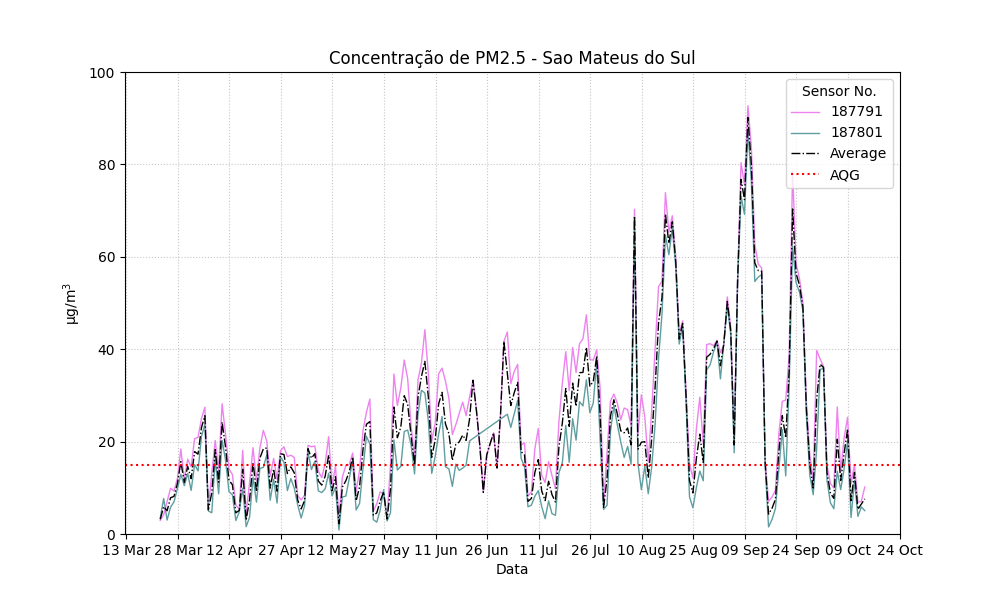 Concentração de PM2.5 - Sao Mateus do Sul
100
80
60
40
20
0
µg/m³
Sensor No.
187791
187801
Average
AQG
13 Mar 28 Mar 12 Apr 27 Apr 12 May 27 May 11 Jun 26 Jun 11 Jul 26 Jul 10 Aug 25 Aug 09 Sep 24 Sep 09 Oct 24 Oct
Data